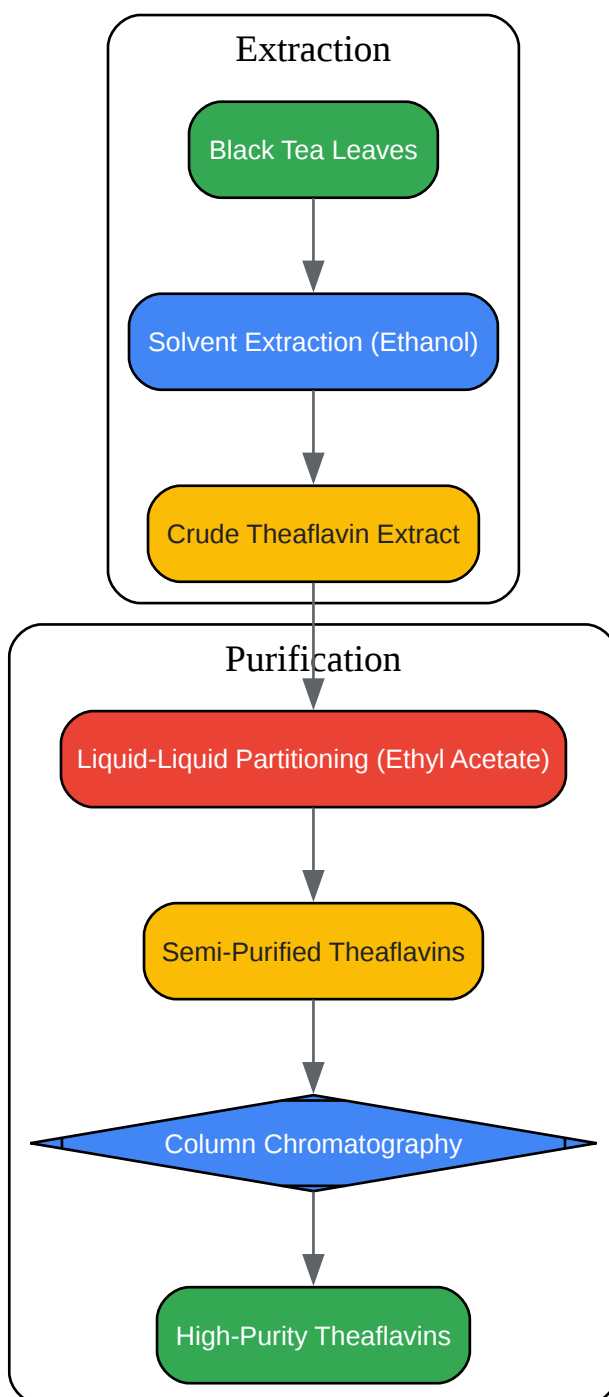 Extraction
Black Tea Leaves
Solvent Extraction (Ethanol)
Crude Theaflavin Extract
Purification
Liquid-Liquid Partitioning (Ethyl Acetate)
Semi-Purified Theaflavins
Column Chromatography
High-Purity Theaflavins